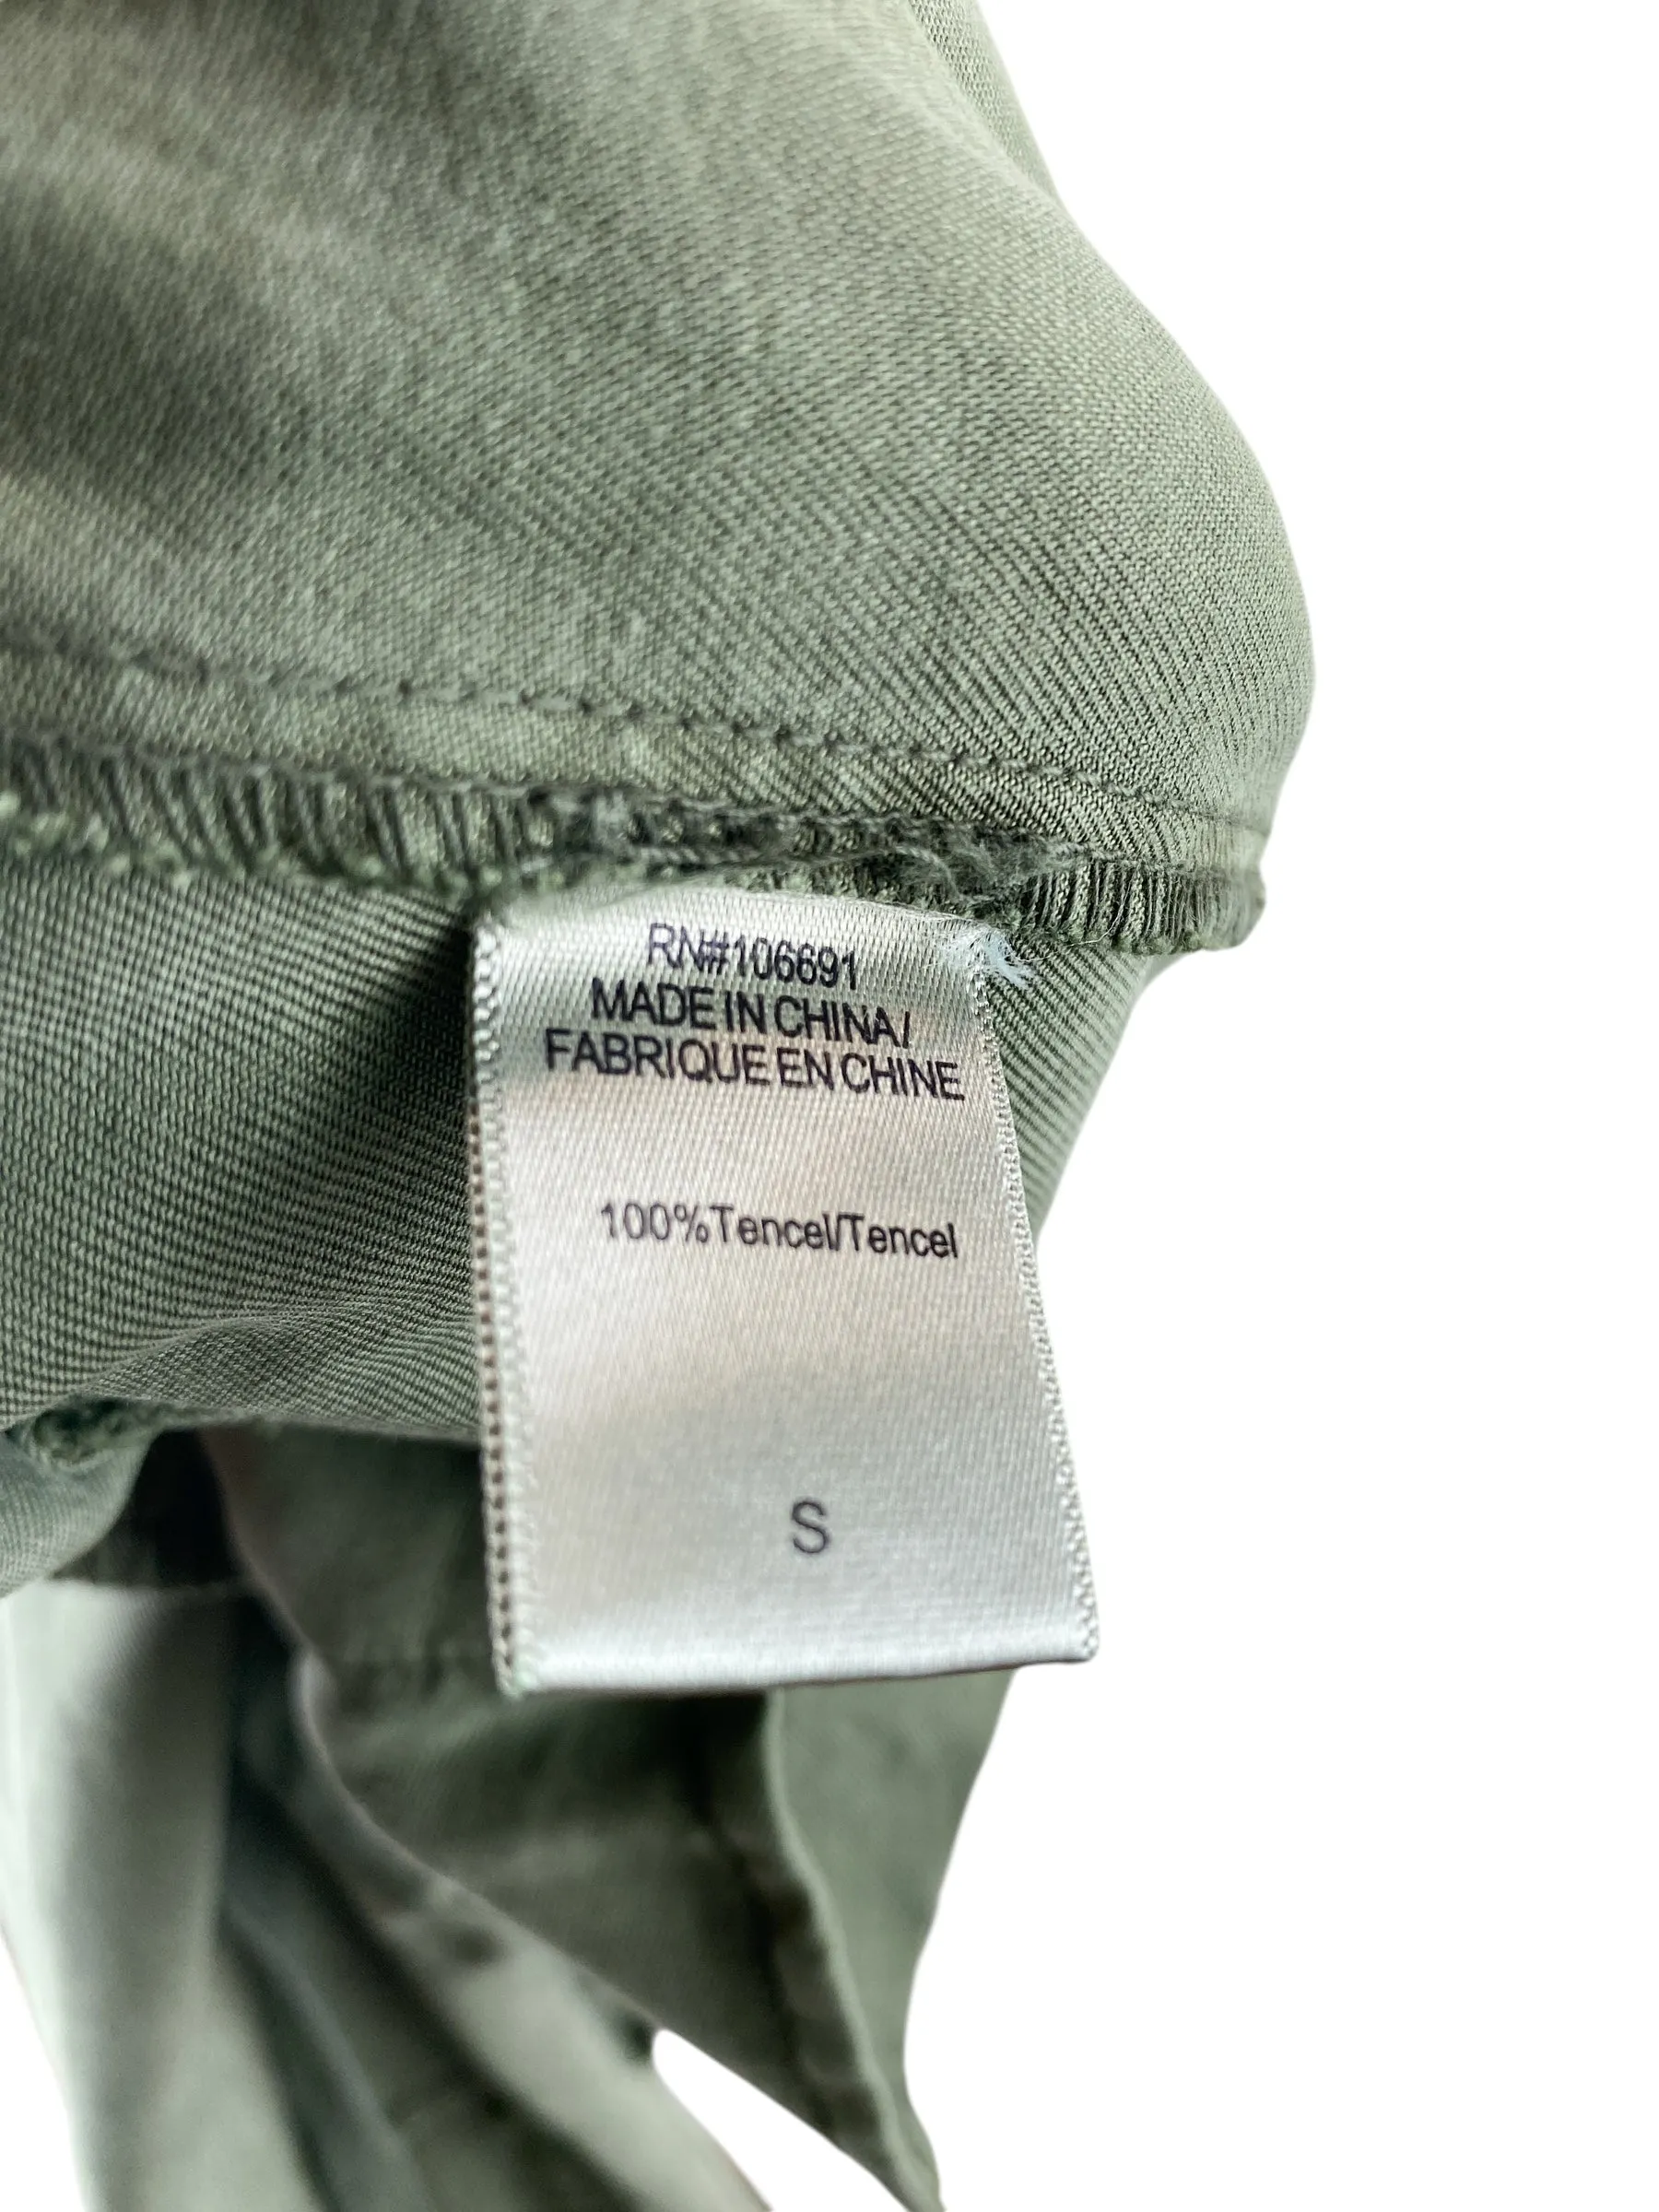 RN#106691
MADE IN CHINA/
FABRIQUE EN CHINE
100%Tencel/Tencel
S